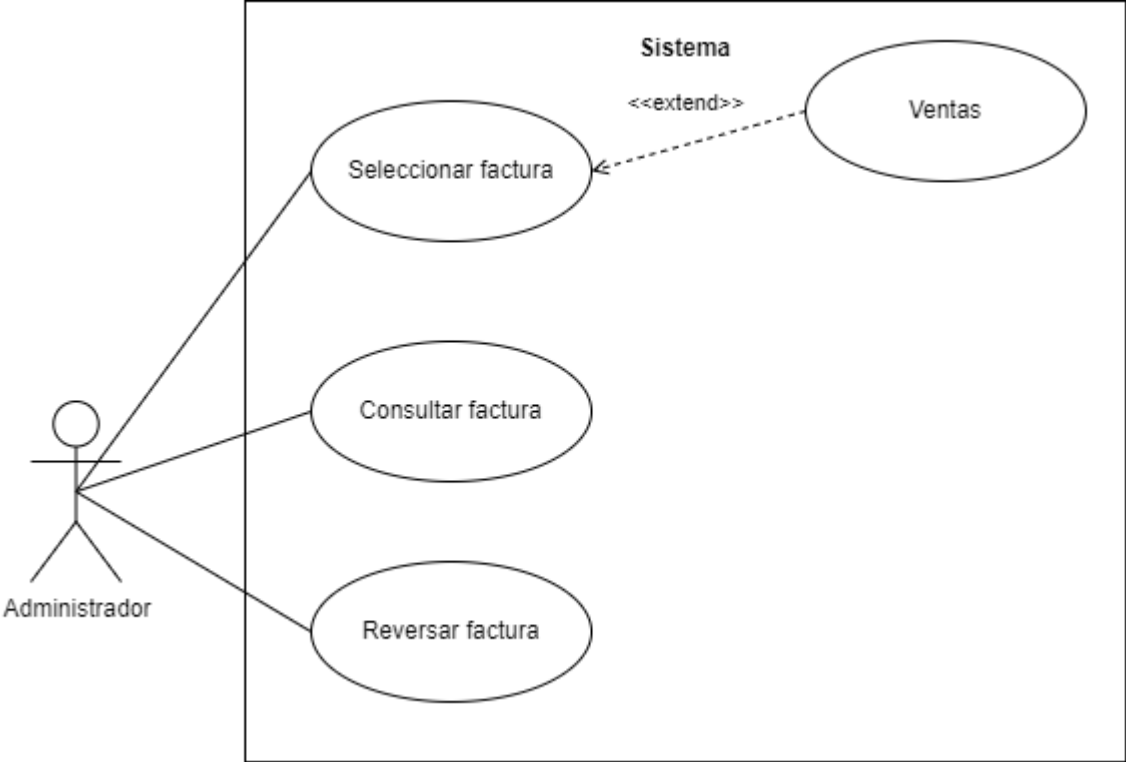 Sistema
<<extend>>
Ventas
Seleccionar factura
Consultar factura
Administrador
Reversar factura